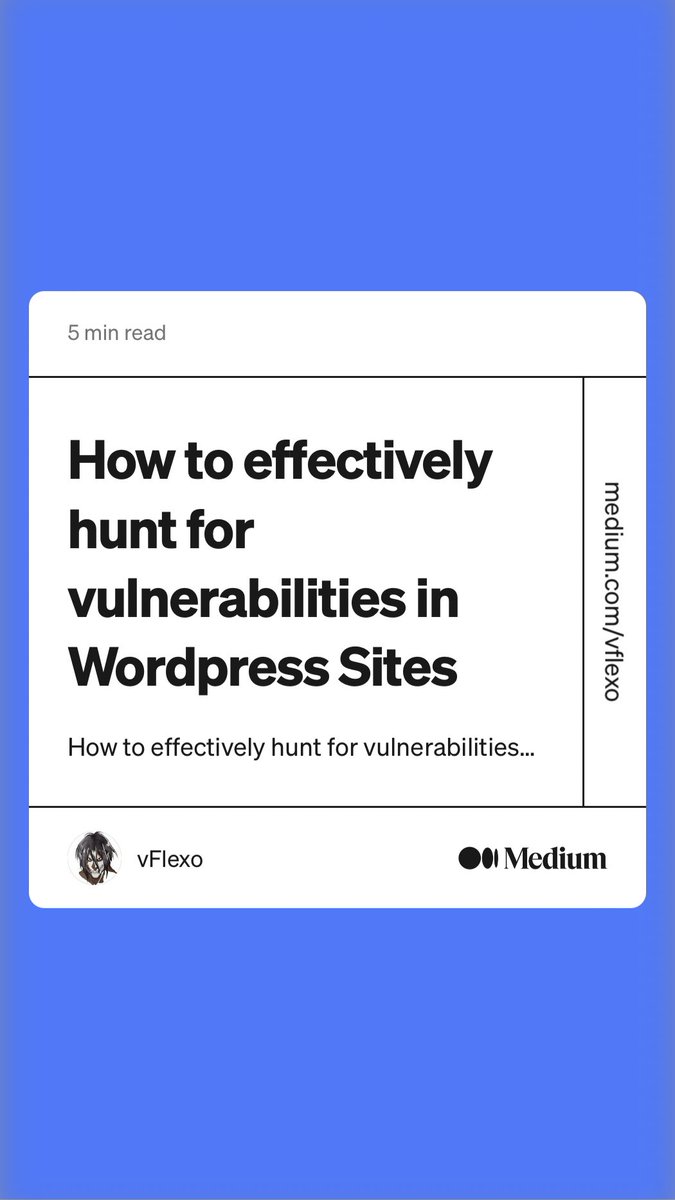 5 min read
How to effectively
hunt for
vulnerabilities in
Wordpress Sites
How to effectively hunt for vulnerabilities...
medium.com/vflexo
vFlexo
Medium